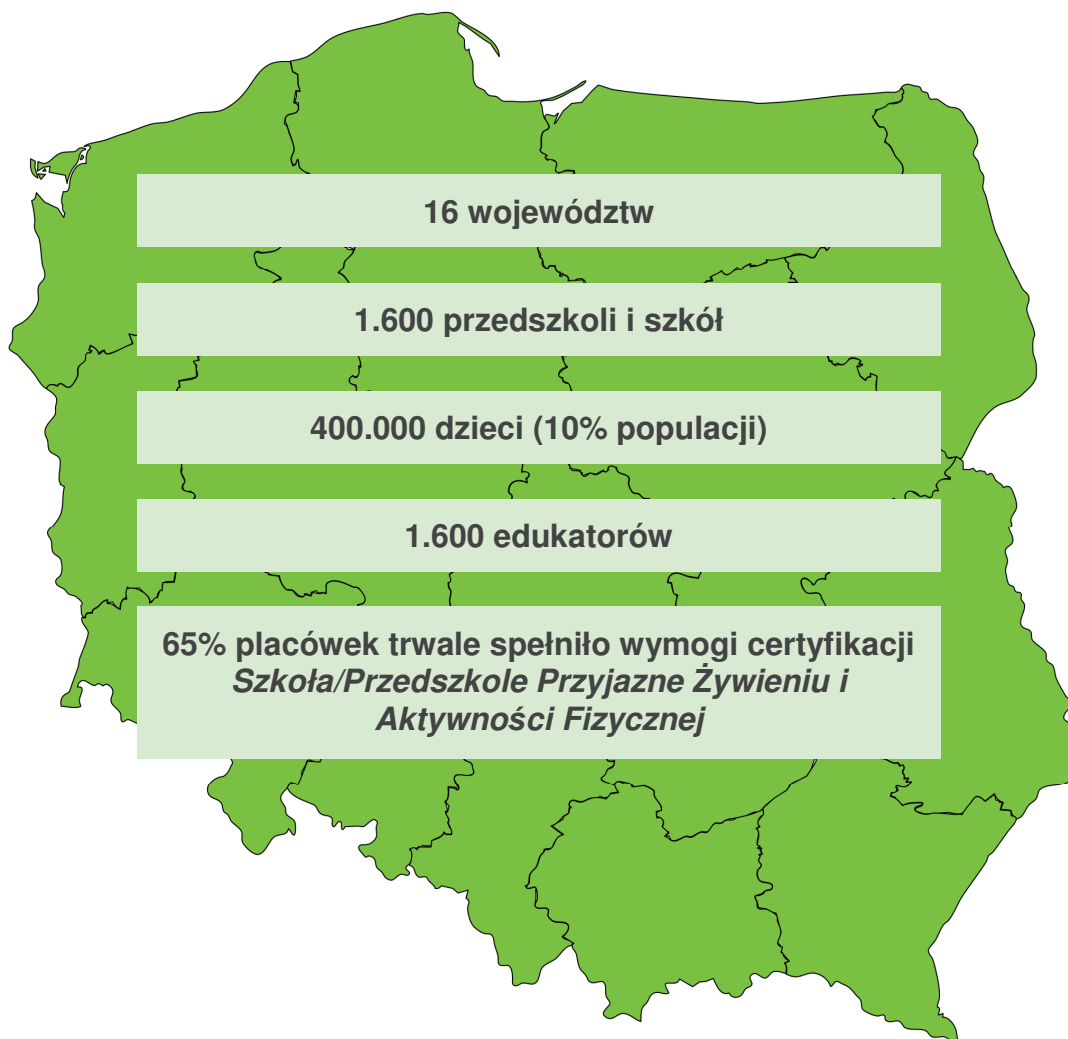 16 województw
1.600 przedszkoli i szkół
400.000 dzieci (10% populacji)
1.600 edukatorów
65% placówek trwale spełniło wymogi certyfikacji
Szkoła/Przedszkole Przyjazne Żywieniu i
Aktywności Fizycznej